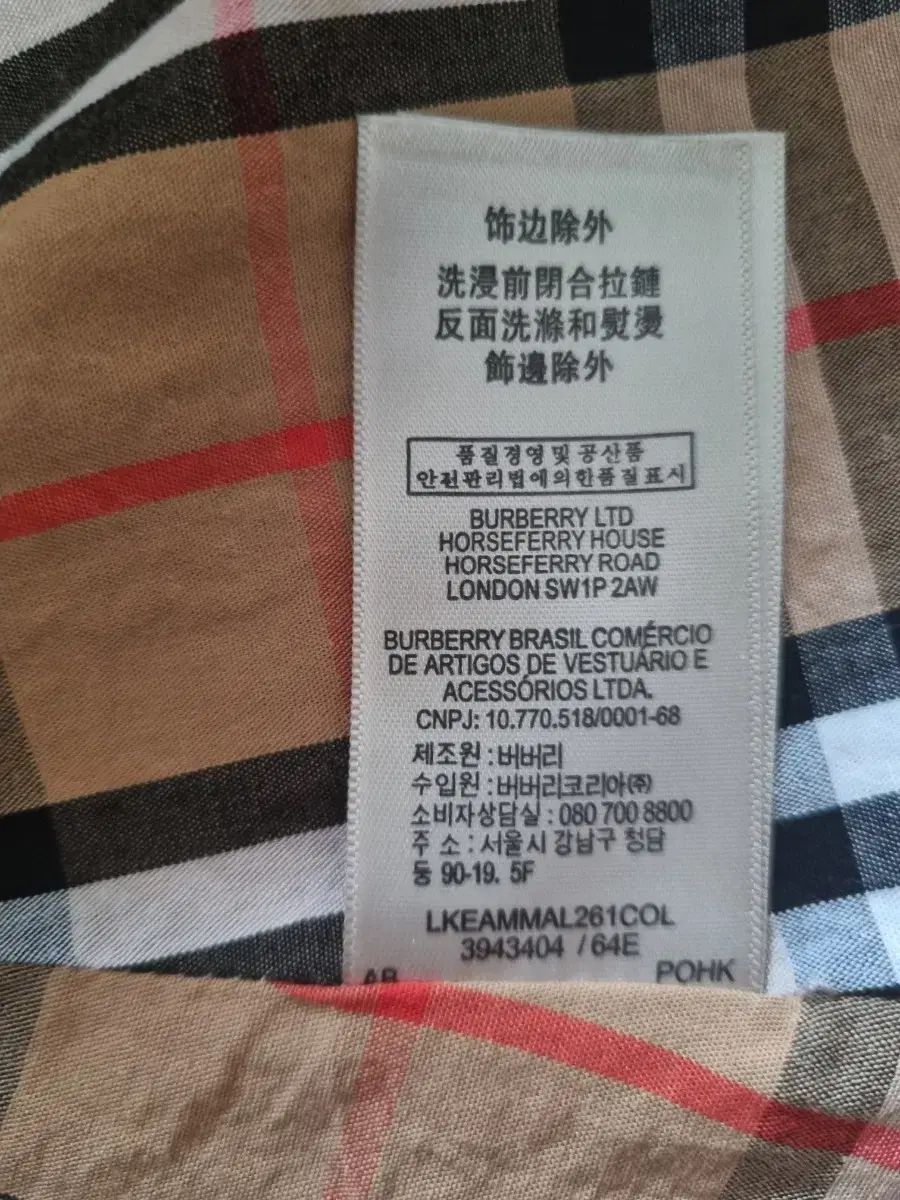 饰边除外
洗浸前閉合拉鏈
反面洗滌和熨燙
飾邊除外
품질경영및공산품
안전관리법에의한품질표시
BURBERRY LTD
HORSEFERRY HOUSE
HORSEFERRY ROAD
LONDON SW1P 2AW
BURBERRY BRASIL COMÉRCIO
DE ARTIGOS DE VESTUÁRIO E
ACESSÓRIOS LTDA.
CNPJ: 10.770.518/0001-68
제조원 : 버버리
수입원 : 버버리코리아㈜
소비자상담실 : 080 700 8800
주 소 : 서울시 강남구 청담
둥 90-19. 5F
LKEAMMAL261COL
3943404 / 64E
AB POHK